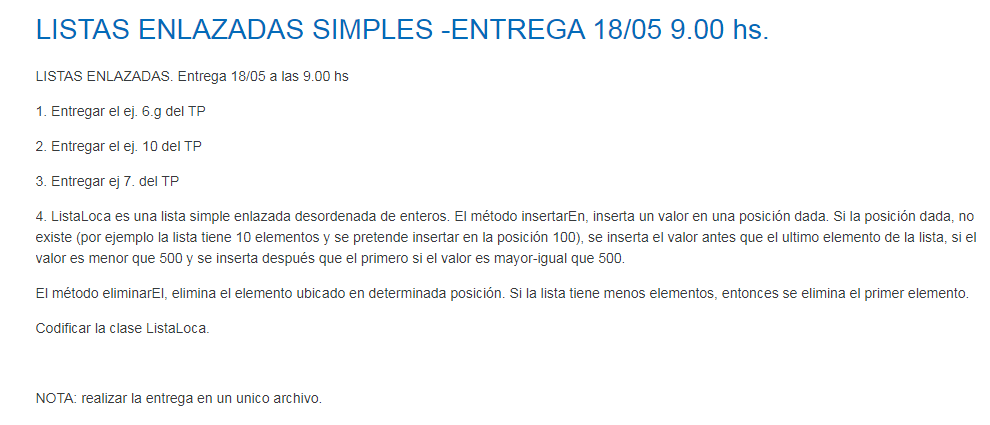 LISTAS ENLAZADAS SIMPLES -ENTREGA 18/05 9.00 hs.
LISTAS ENLAZADAS. Entrega 18/05 a las 9.00 hs
1. Entregar el ej. 6.g del TP
2. Entregar el ej. 10 del TP
3. Entregar ej 7. del TP
4. ListaLoca es una lista simple enlazada desordenada de enteros. El método insertarEn, inserta un valor en una posición dada. Si la posición dada, no
existe (por ejemplo la lista tiene 10 elementos y se pretende insertar en la posición 100), se inserta el valor antes que el ultimo elemento de la lista, si el
valor es menor que 500 y se inserta después que el primero si el valor es mayor-igual que 500.
El método eliminarEl, elimina el elemento ubicado en determinada posición. Si la lista tiene menos elementos, entonces se elimina el primer elemento.
Codificar la clase ListaLoca.
NOTA: realizar la entrega en un unico archivo.